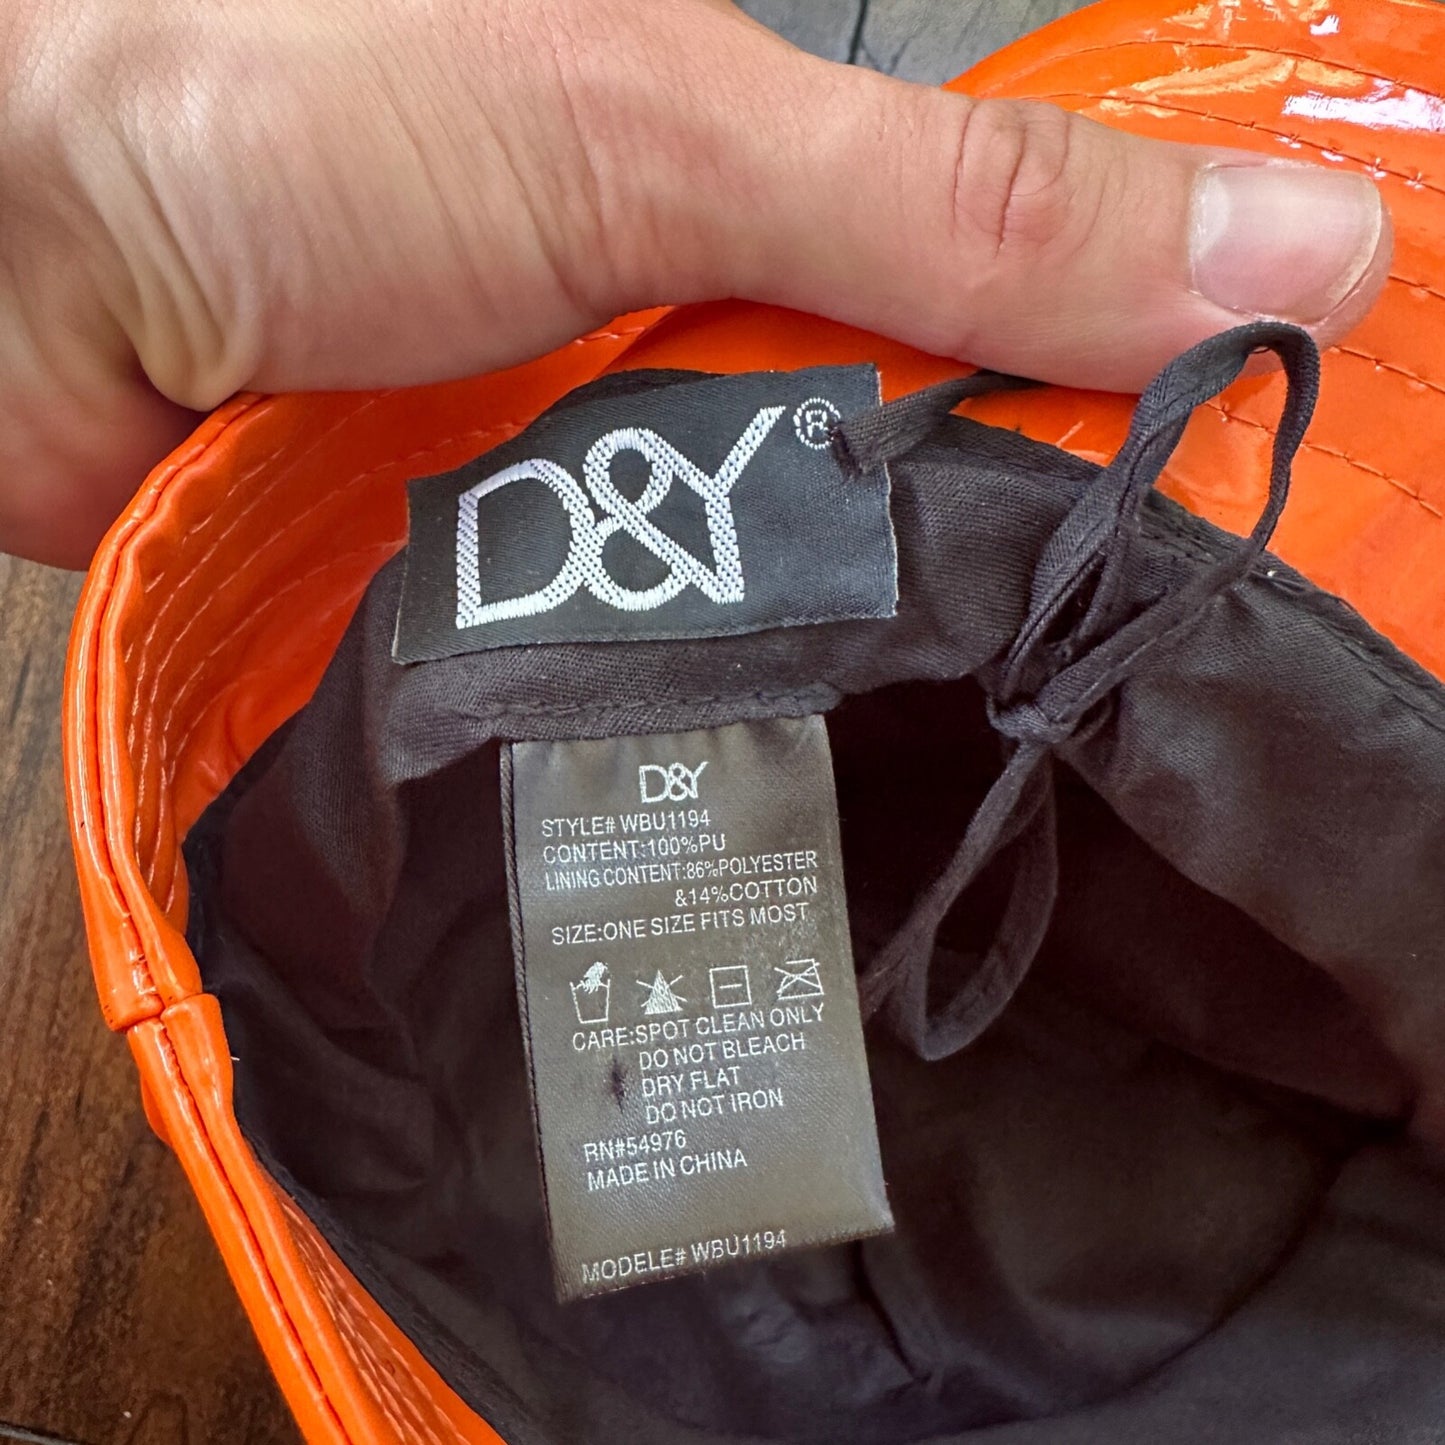 D&Y®
D&Y
STYLE# WBU1194
CONTENT:100%PU
LINING CONTENT:86%POLYESTER
&14%COTTON
SIZE:ONE SIZE FITS MOST
CARE:SPOT CLEAN ONLY
DO NOT BLEACH
DRY FLAT
DO NOT IRON
RN#54976
MADE IN CHINA
MODELE# WBU1194